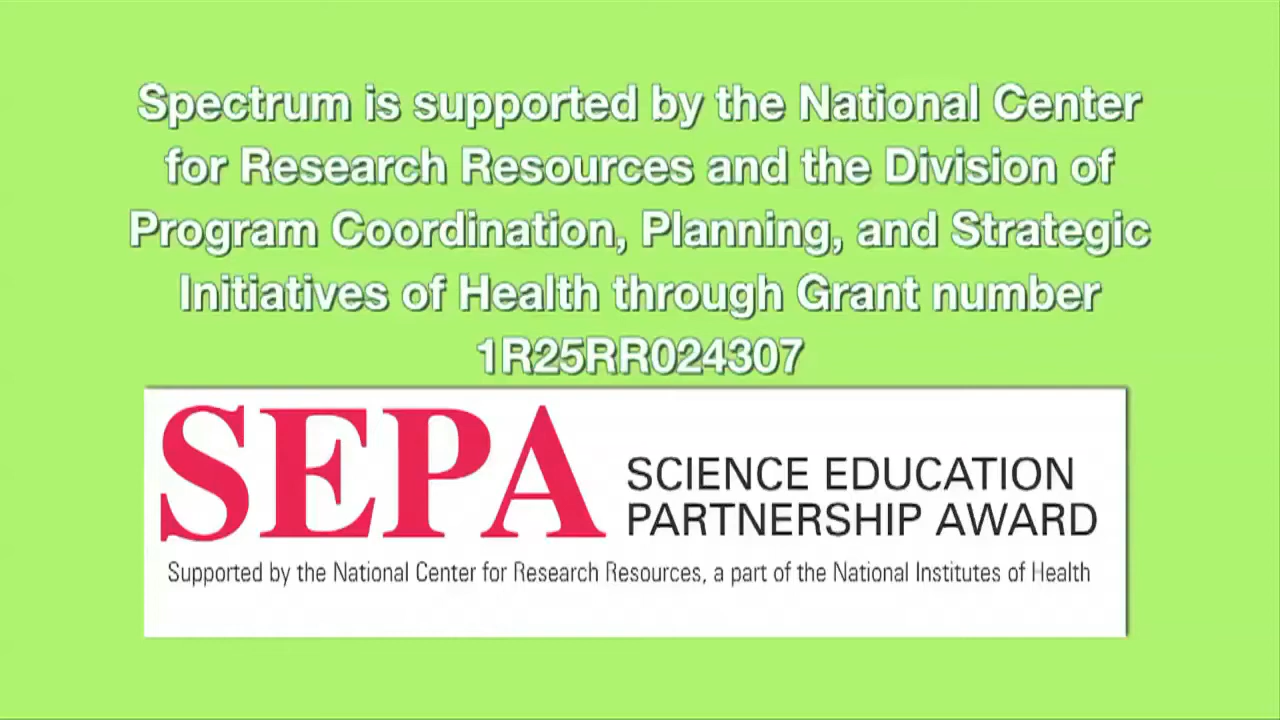 Spectrum is supported by the National Center
for Research Resources and the Division of
Program Coordination, Planning, and Strategic
Initiatives of Health through Grant number
1R25RR024307
SEPA
SCIENCE EDUCATION
PARTNERSHIP AWARD
Supported by the National Center for Research Resources, a part of the National Institutes of Health